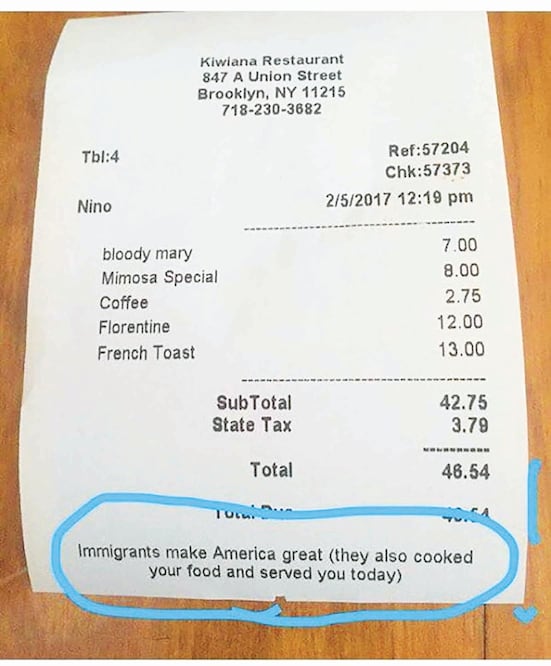 Kiwiana Restaurant
847 A Union Street
Brooklyn, NY 11215
718-230-3682
Tbl:4 Ref:57204
Chk:57373
Nino 2/5/2017 12:19 pm
bloody mary 7.00
Mimosa Special 8.00
Coffee 2.75
Florentine 12.00
French Toast 13.00
SubTotal 42.75
State Tax 3.79
Total 46.54
Total Due
Immigrants make America great (they also cooked
your food and served you today)